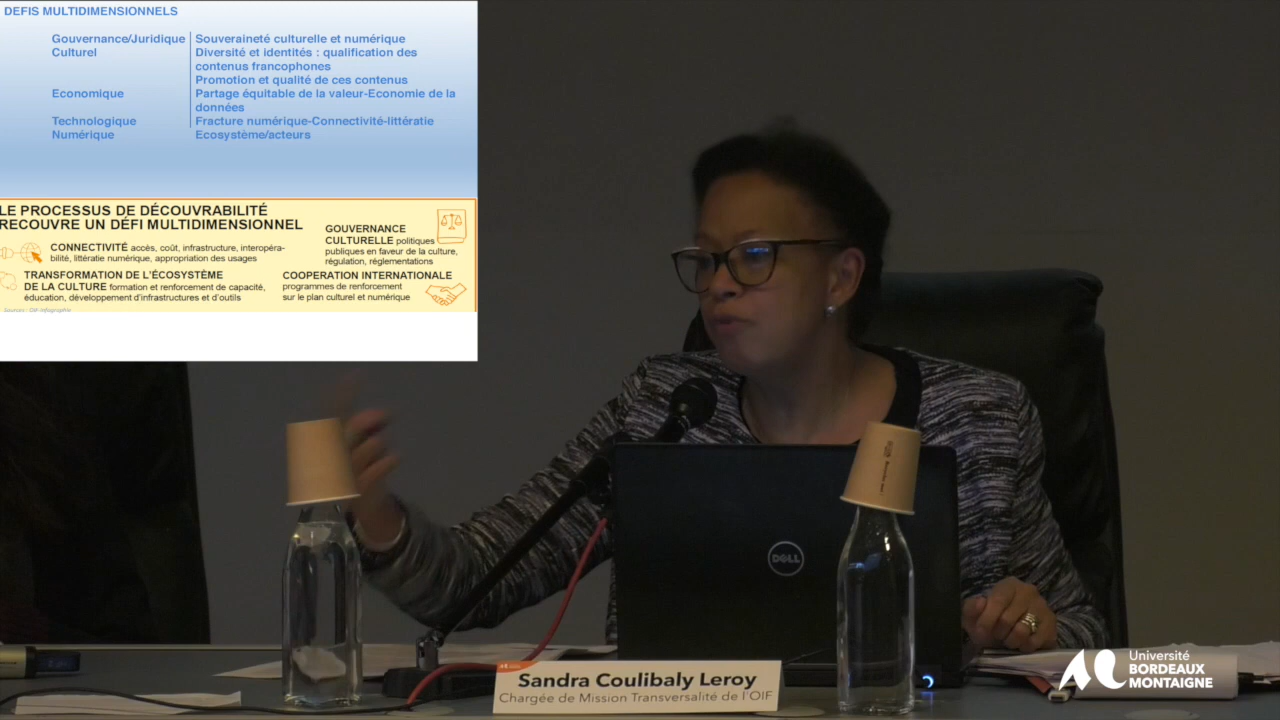 DEFIS MULTIDIMENSIONNELS
Gouvernance/Juridique
Souveraineté culturelle et numérique
Culturel
Diversité et identités : qualification des
contenus francophones
Promotion et qualité de ces contenus
Economique
Partage équitable de la valeur-Economie de la
données
Technologique
Fracture numérique-Connectivité-littératie
Numérique
Ecosystème/acteurs
LE PROCESSUS DE DÉCOUVRABILITÉ
RECOUVRE UN DÉFI MULTIDIMENSIONNEL
CONNECTIVITÉ accès, coût, infrastructure, interopéra-
bilité, littératie numérique, appropriation des usages
TRANSFORMATION DE L'ÉCOSYSTÈME
DE LA CULTURE formation et renforcement de capacité,
éducation, développement d'infrastructures et d'outils
GOUVERNANCE
CULTURELLE politiques
publiques en faveur de la culture,
régulation, réglementations
COOPERATION INTERNATIONALE
programmes de renforcement
sur le plan culturel et numérique
Sources : OIF-Infographie
DELL
Sandra Coulibaly Leroy
Chargée de Mission Transversalité de l'OIF
Université
BORDEAUX
MONTAIGNE